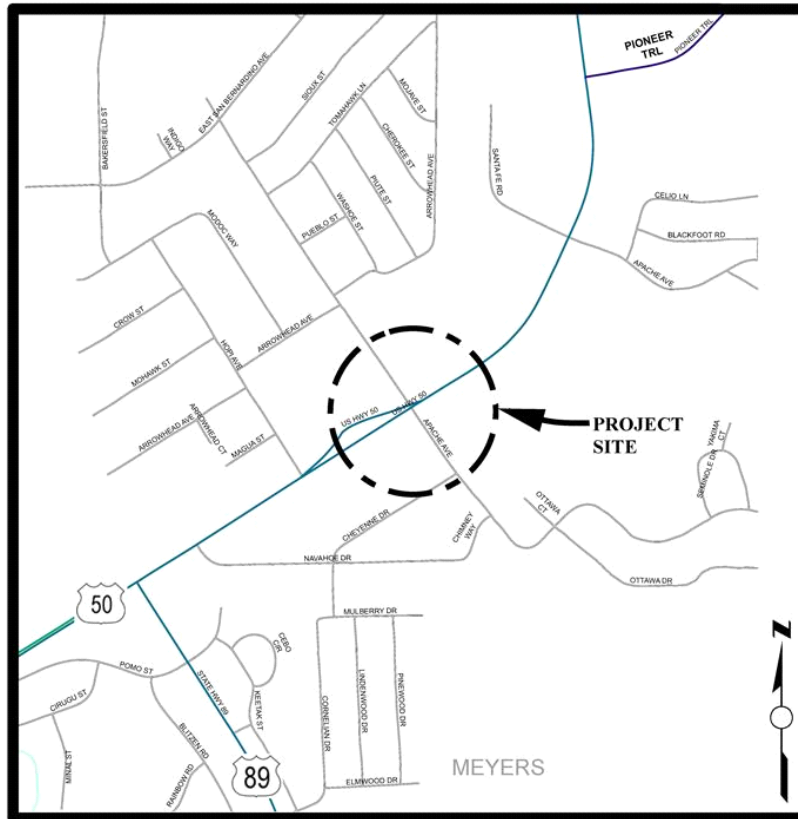 PIONEER
TRL
PIONEER TRL
EAST SAN BERNARDINO AVE
SIOUX ST
TOMAHAWK LN
MOJAVE ST
BAKERSFIELD ST
INDIGO
WAY
CHEROKEE ST
ARROWHEAD AVE
SANTA FE RD
PIUTE ST
WASHOE ST
PUEBLO ST
MODOC WAY
CELIO LN
BLACKFOOT RD
APACHE AVE
CROW ST
HOPI AVE
ARROWHEAD AVE
MOHAWK ST
US HWY 50
US HWY 50
APACHE AVE
ARROWHEAD AVE
ARROWHEAD CT
MAGUA ST
PROJECT
SITE
YAKIMA
CT
SEMINOLE DR
OTTAWA
CT
CHEYENNE DR
CHIMNEY
WAY
NAVAHOE DR
OTTAWA DR
50
MULBERRY DR
CEBO
CIR
POMO ST
STATE HWY 89
KEETAK ST
CIRUGU ST
CORNELIAN DR
LINDENWOOD DR
PINEWOOD DR
BLITZEN RD
MINAL ST
RAINBOW RD
89
ELMWOOD DR
MEYERS
Z